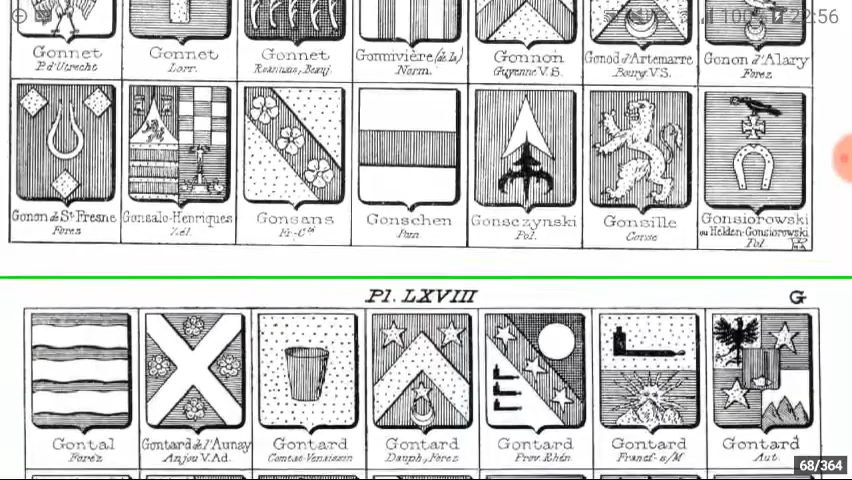 100% 22:56
Gonnet
P. d'Utrecht
Gonnet
Lorr.
Gonnet
Beauj.
Gonnivière (de la)
Norm.
Gonnon
Guyenne V.S.
Gonod d'Artemarre
Bourg. V.S.
Gonon d'Alary
Forez
Gonon de St Fresne
Forez
Gonsalo-Henriques
Zél.
Gonsans
Fr.-Cté
Gonschen
Gonsczynski
Pol.
Gonsille
Corse
Gonsiorowski
ou Helden-Gonsiorowski
Pol.
Pl. LXVIII
G
Gontal
Forez
Gontard de l'Aunay
Anjou V. Ad.
Gontard
Comtat-Venaissin
Gontard
Dauph., Forez
Gontard
Prov. Rhén.
Gontard
Francf. s/M
Gontard
Aut.
68/364